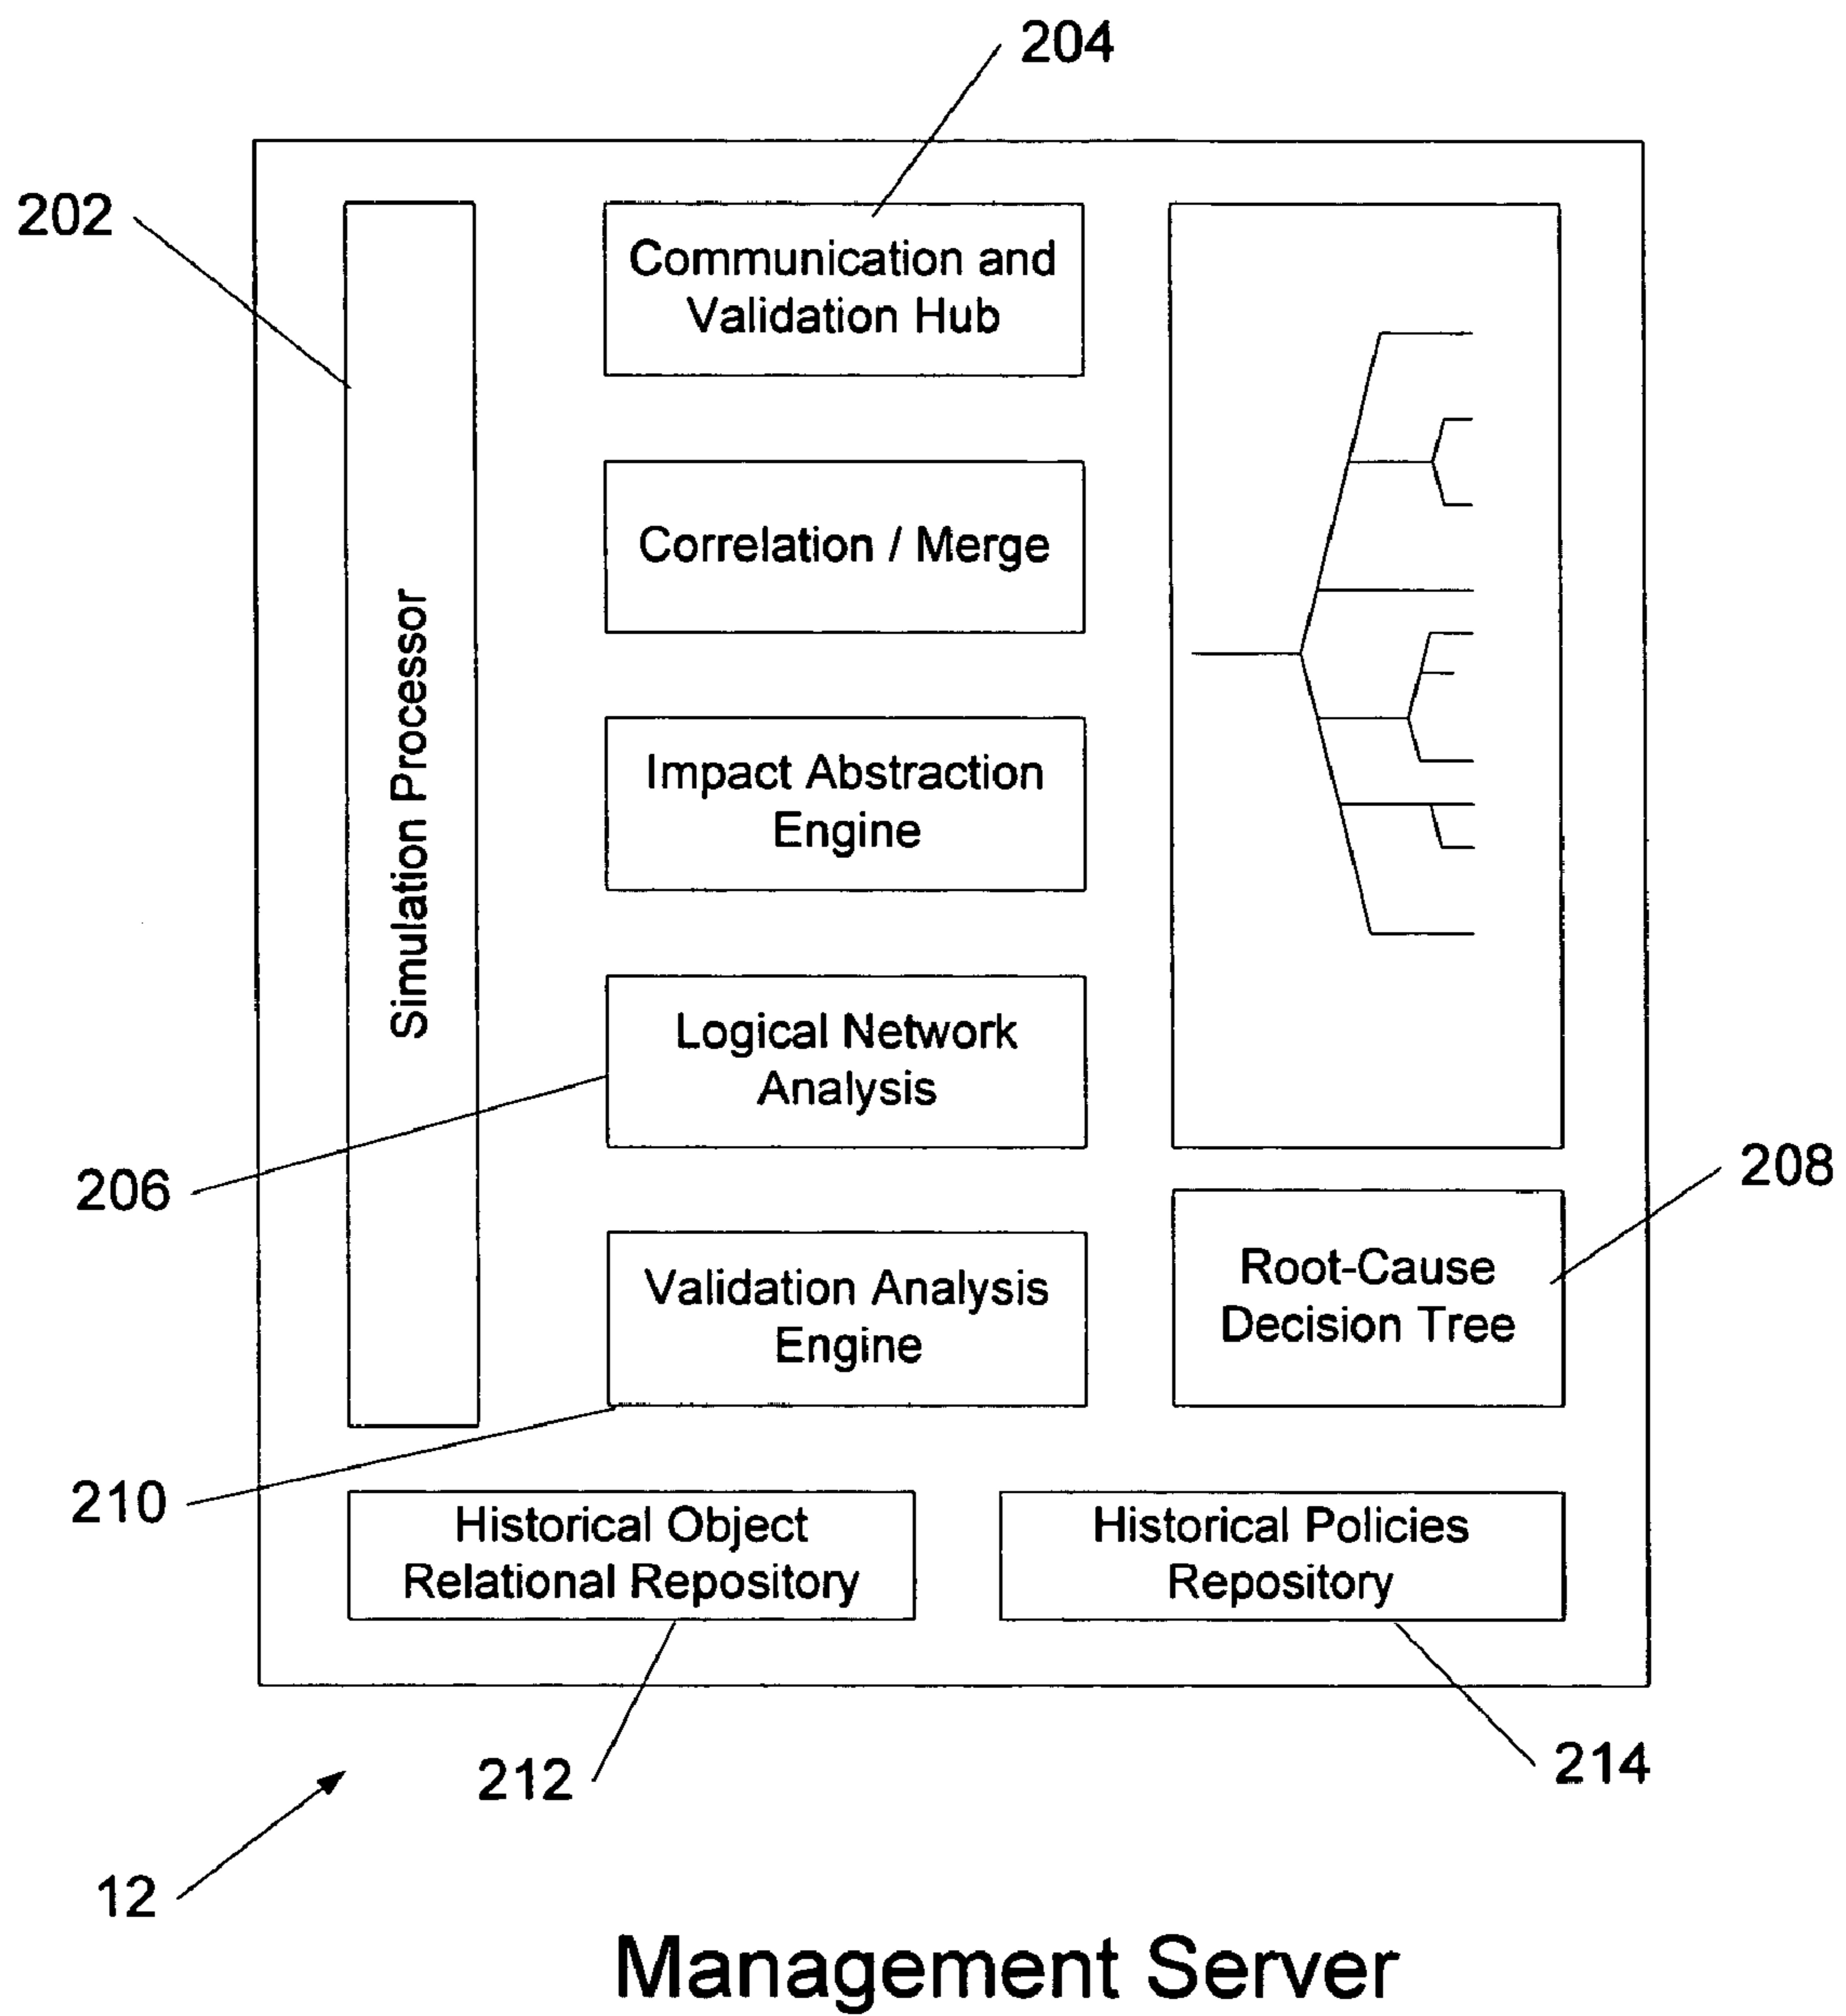 204
202
Communication and
Validation Hub
Correlation / Merge
Simulation Processor
Impact Abstraction
Engine
Logical Network
Analysis
206
208
Root-Cause
Decision Tree
Validation Analysis
Engine
210
Historical Object
Relational Repository
Historical Policies
Repository
212
214
12
Management Server